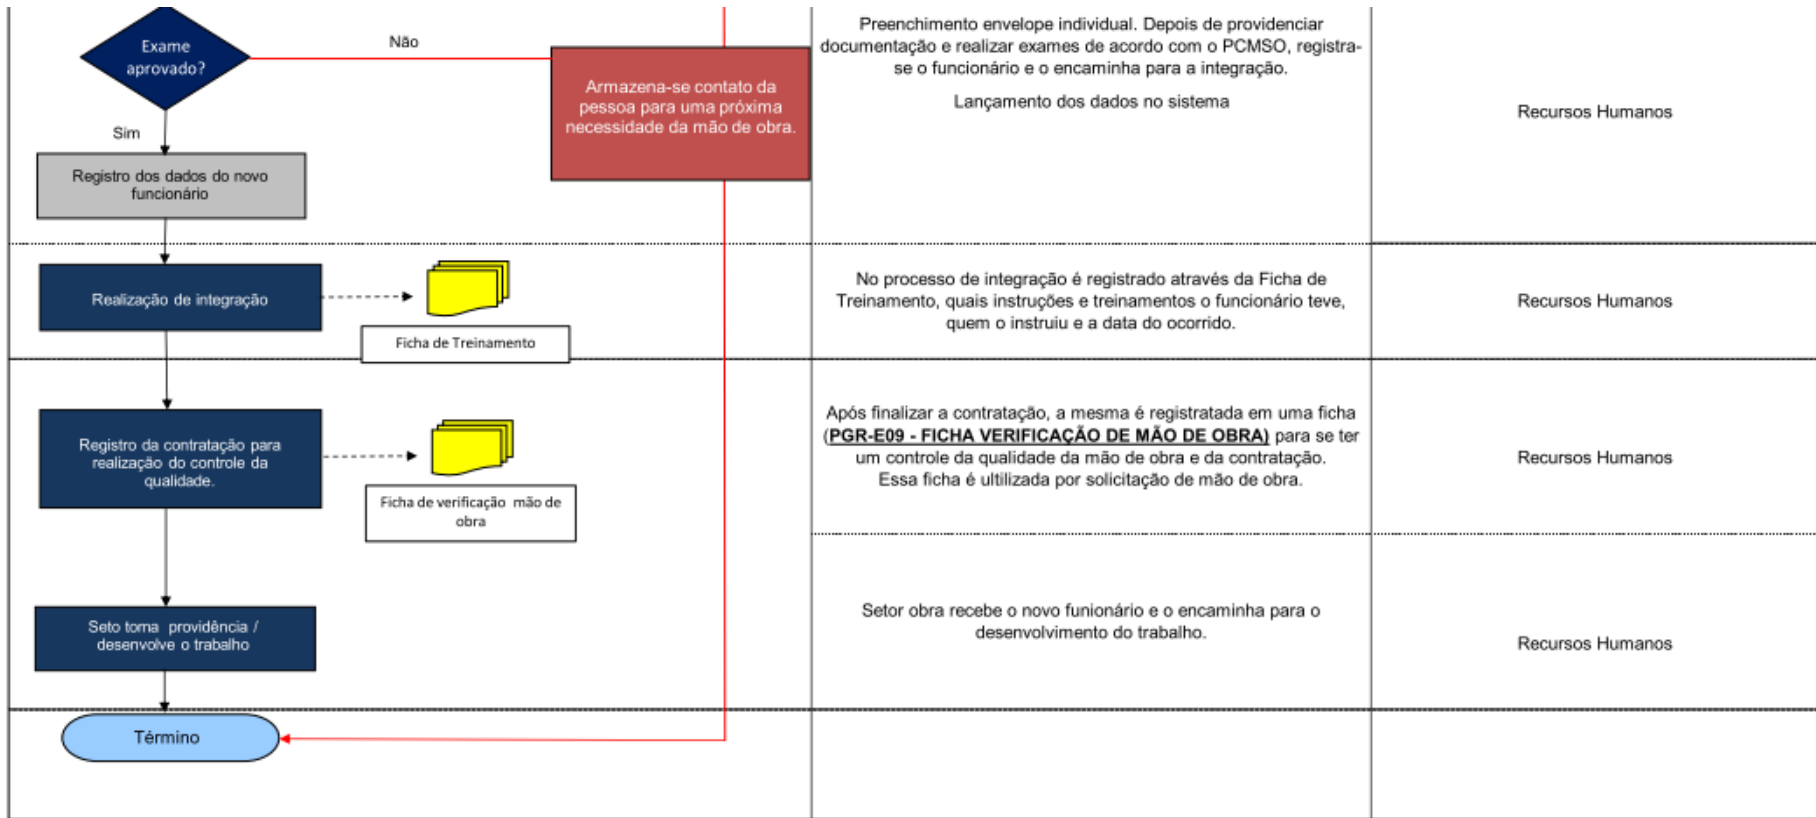 Exame
aprovado?
Não
Sim
Armazena-se contato da
pessoa para uma próxima
necessidade da mão de obra.
Registro dos dados do novo
funcionário
Preenchimento envelope individual. Depois de providenciar
documentação e realizar exames de acordo com o PCMSO, registra-
se o funcionário e o encaminha para a integração.
Lançamento dos dados no sistema
Recursos Humanos
Realização de integração
Ficha de Treinamento
No processo de integração é registrado através da Ficha de
Treinamento, quais instruções e treinamentos o funcionário teve,
quem o instruiu e a data do ocorrido.
Recursos Humanos
Registro da contratação para
realização do controle da
qualidade.
Ficha de verificação mão de
obra
Após finalizar a contratação, a mesma é registratada em uma ficha
(PGR-E09 - FICHA VERIFICAÇÃO DE MÃO DE OBRA) para se ter
um controle da qualidade da mão de obra e da contratação.
Essa ficha é ultilizada por solicitação de mão de obra.
Recursos Humanos
Seto toma providência /
desenvolve o trabalho
Setor obra recebe o novo funionário e o encaminha para o
desenvolvimento do trabalho.
Recursos Humanos
Término